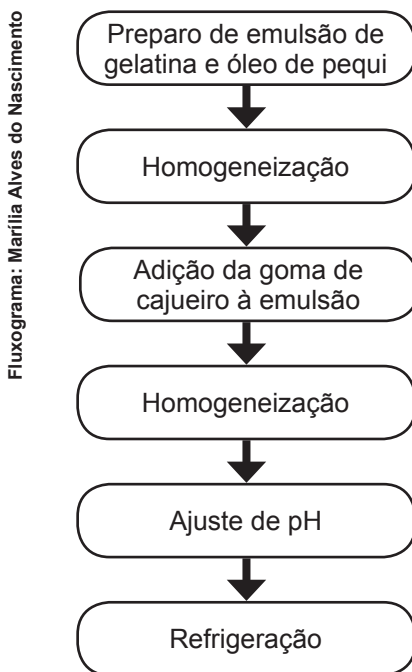 Fluxograma: Marília Alves do Nascimento
Preparo de emulsão de
gelatina e óleo de pequi
Homogeneização
Adição da goma de
cajueiro à emulsão
Homogeneização
Ajuste de pH
Refrigeração